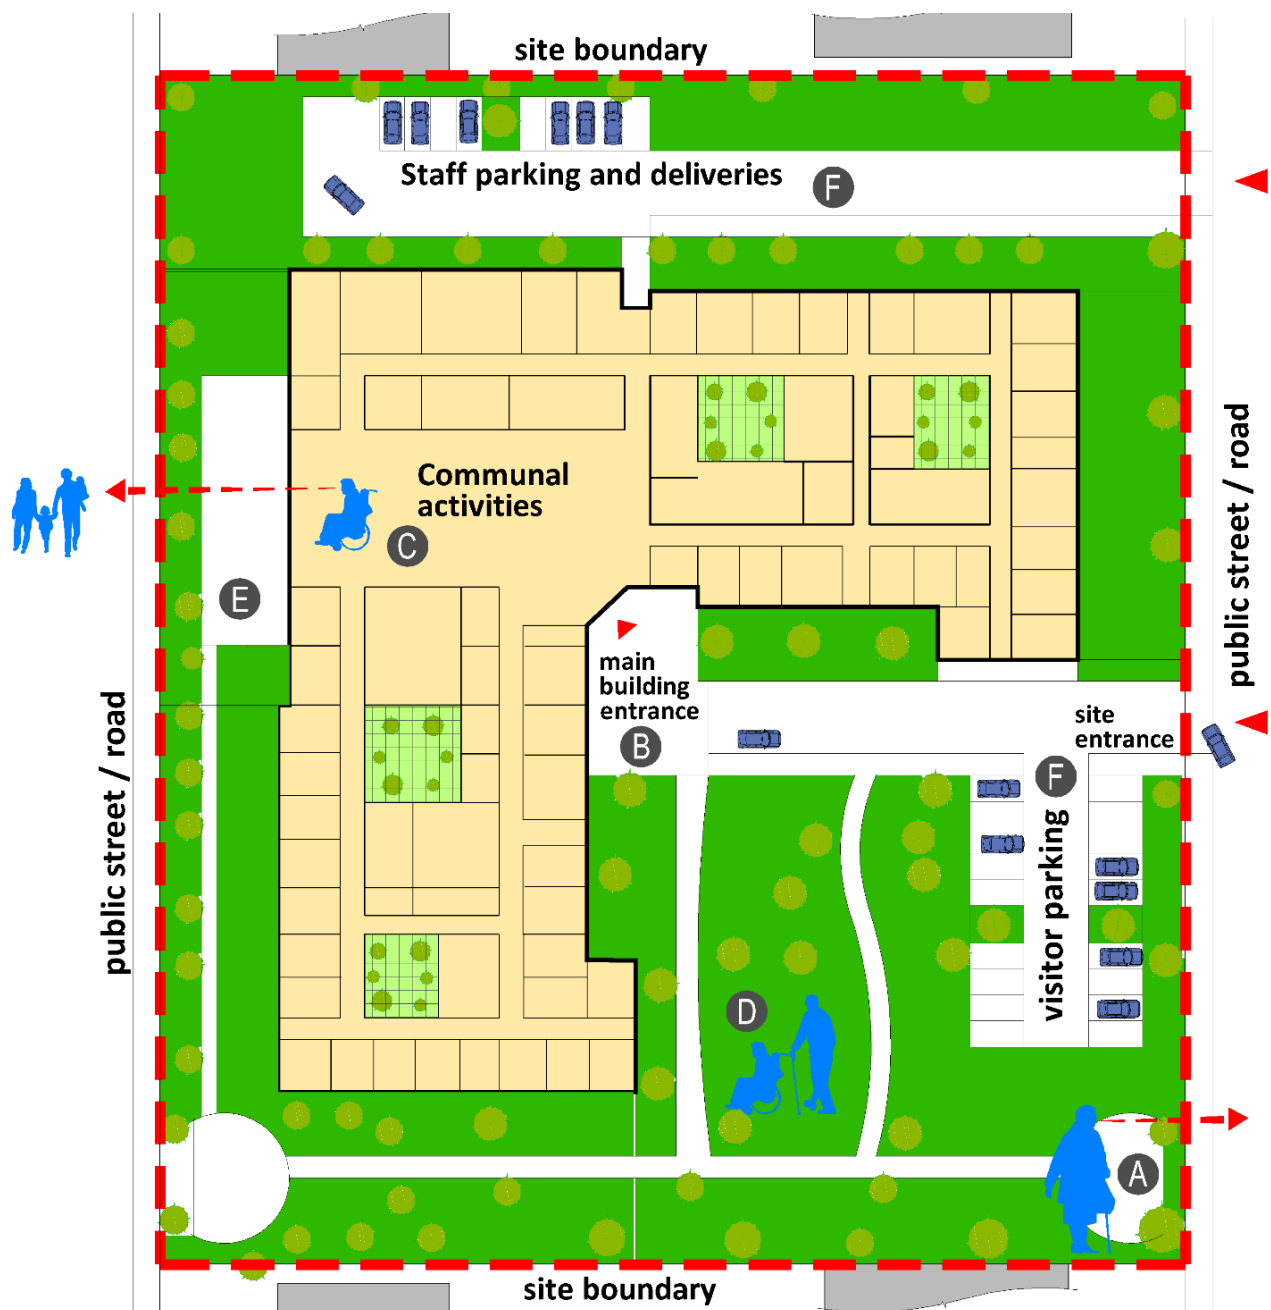 site boundary
Staff parking and deliveries
F
Communal
activities
C
E
public street / road
main
building
entrance
B
site
entrance
F
visitor parking
public street / road
D
A
site boundary